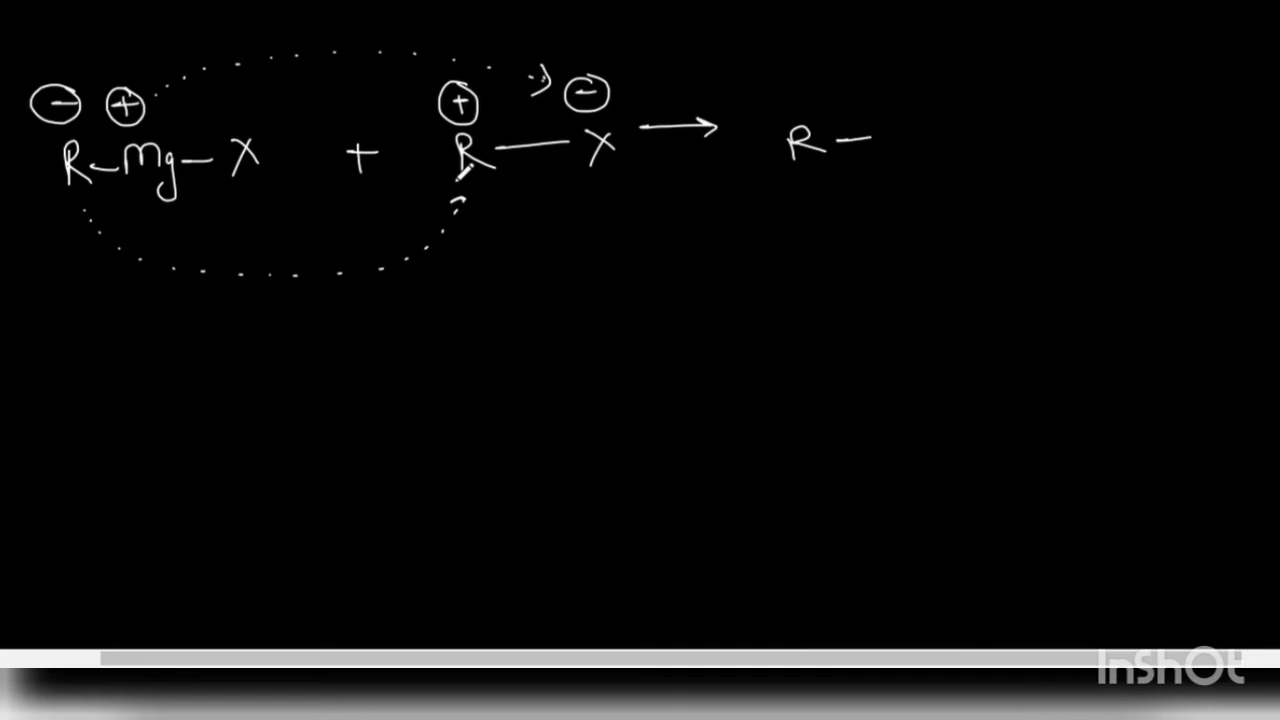 ⊖ ⊕ ⊕ ⊖
R-Mg-X + R—X → R-
InShOt